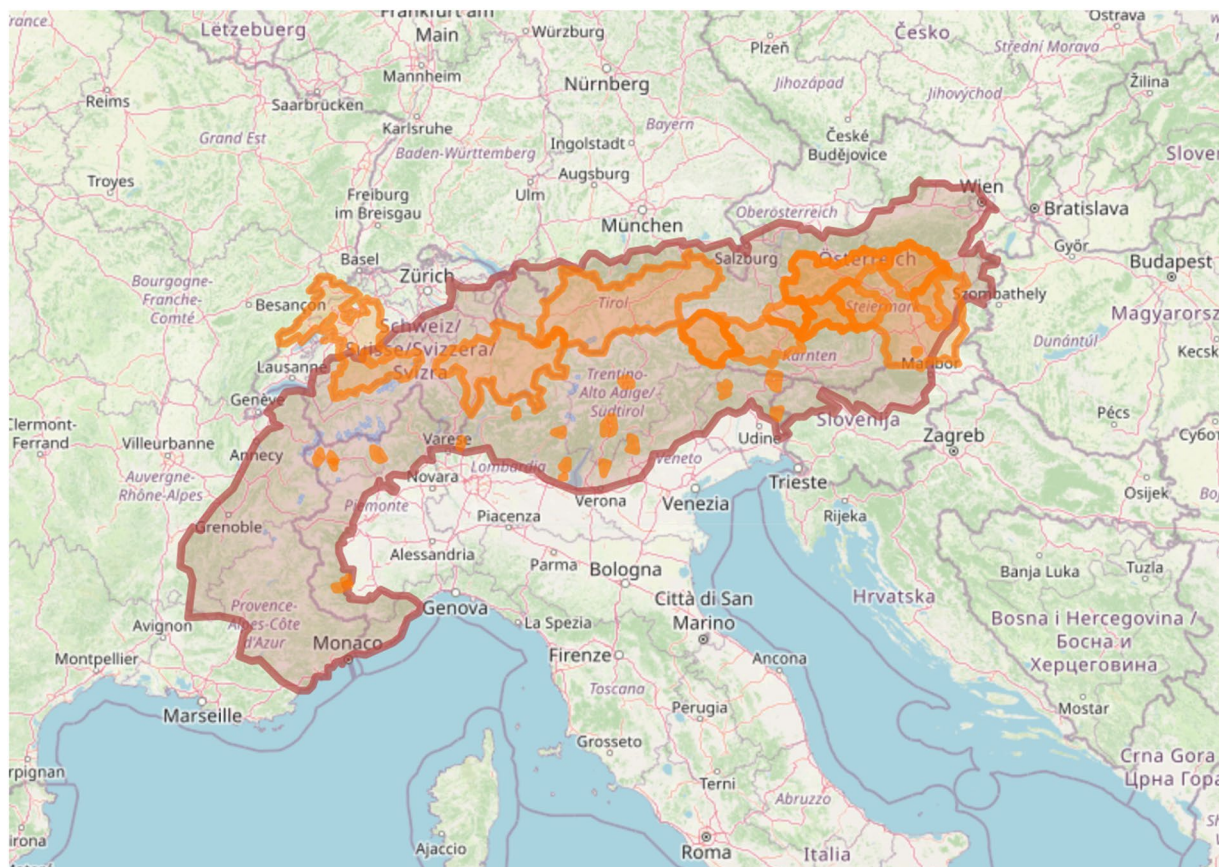 Frankfurt am
Main
Ostrava
Lëtzebuerg
Würzburg
Česko
Plzeň
Střední Morava
Mannheim
Nürnberg
Jihozápad
Žilina
Reims
Saarbrücken
Jihovýchod
Karlsruhe
Bayern
Grand Est
Ingolstadt
České
Budějovice
Baden-Württemberg
Troyes
Augsburg
Freiburg
im Breisgau
Ulm
Wien
München
Oberösterreich
Bratislava
Basel
Salzburg
Österreich
Győr
Zürich
Budapest
Bourgogne-
Franche-
Comté
Besançon
Tirol
Steiermark
Szombathely
Schweiz/
Suisse/Svizzera/
Svizra
Dunántúl
Kecsk
Lausanne
Kärnten
Maribor
Trentino-
Alto Adige/
Südtirol
Genève
Pécs
Clermont-
Ferrand
Villeurbanne
Slovenija
Annecy
Varese
Udine
Zagreb
Auvergne-
Rhône-Alpes
Lombardia
Veneto
Novara
Trieste
Osijek
Piemonte
Verona
Venezia
Grenoble
Piacenza
Rijeka
Alessandria
Parma
Bologna
Banja Luka
Tuzla
Provence-
Alpes-Côte
d'Azur
Genova
Città di San
Marino
Hrvatska
Avignon
La Spezia
Bosna i Hercegovina /
Босна и
Херцеговина
Monaco
Montpellier
Firenze
Ancona
Toscana
Marseille
Perugia
Mostar
Grosseto
Crna Gora
Црна Гора
rpignan
Terni
Abruzzo
Ajaccio
Roma
Italia